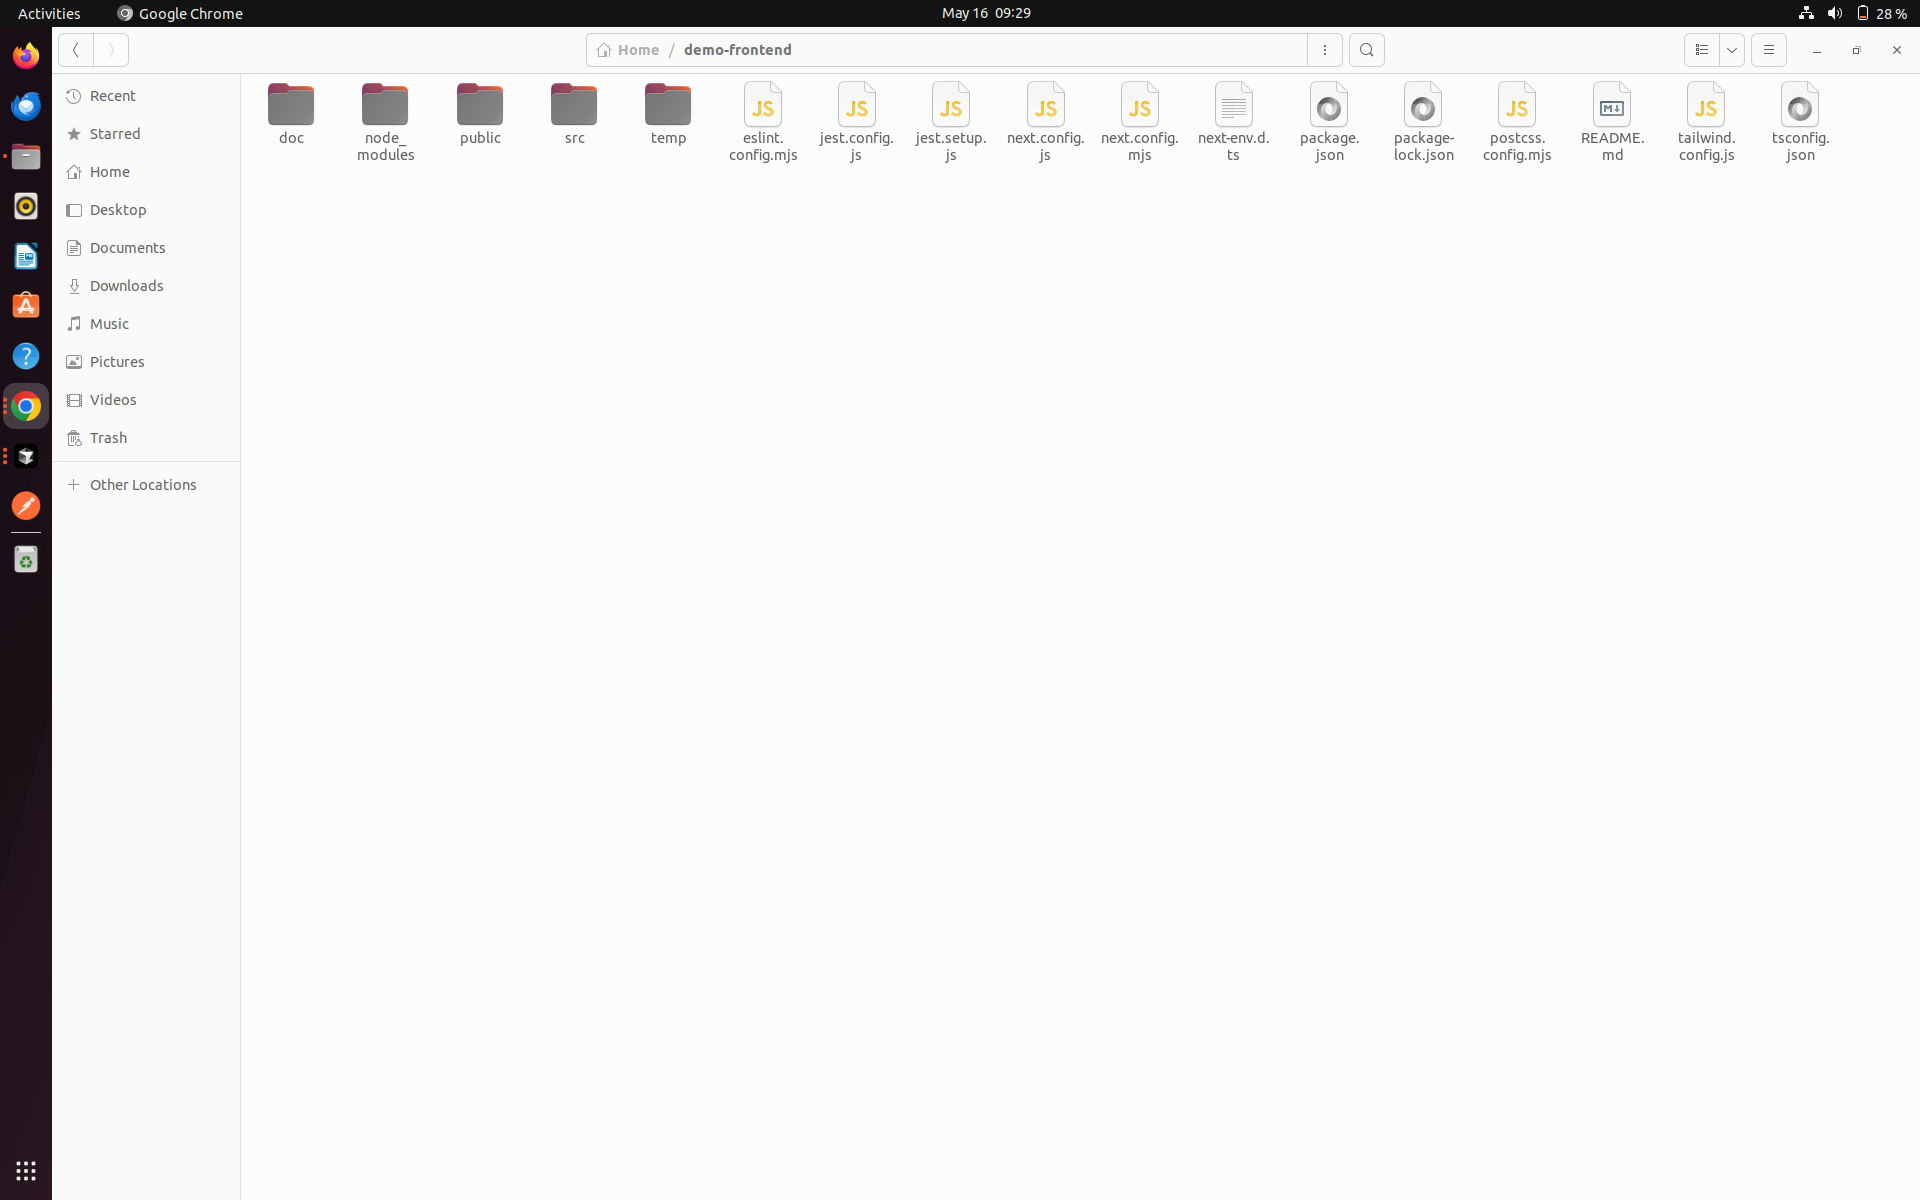 Activities
Google Chrome
May 16 09:29
28 %
Home / demo-frontend
Recent
Starred
Home
Desktop
Documents
Downloads
Music
Pictures
Videos
Trash
Other Locations
doc
node_
modules
public
src
temp
JS
eslint.
config.mjs
JS
jest.config.
js
JS
jest.setup.
js
JS
next.config.
js
JS
next.config.
mjs
next-env.d.
ts
package.
json
package-
lock.json
JS
postcss.
config.mjs
M
README.
md
JS
tailwind.
config.js
tsconfig.
json